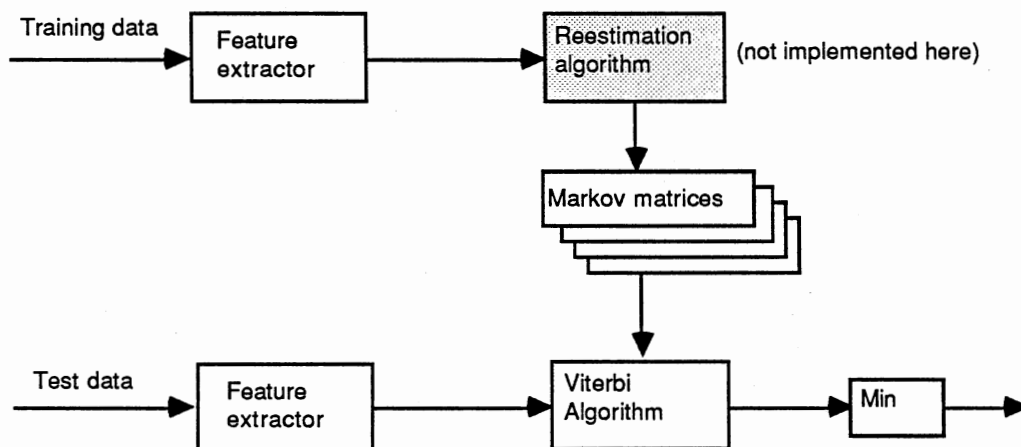 Training data
Feature
extractor
Reestimation
algorithm
(not implemented here)
Markov matrices
Test data
Feature
extractor
Viterbi
Algorithm
Min